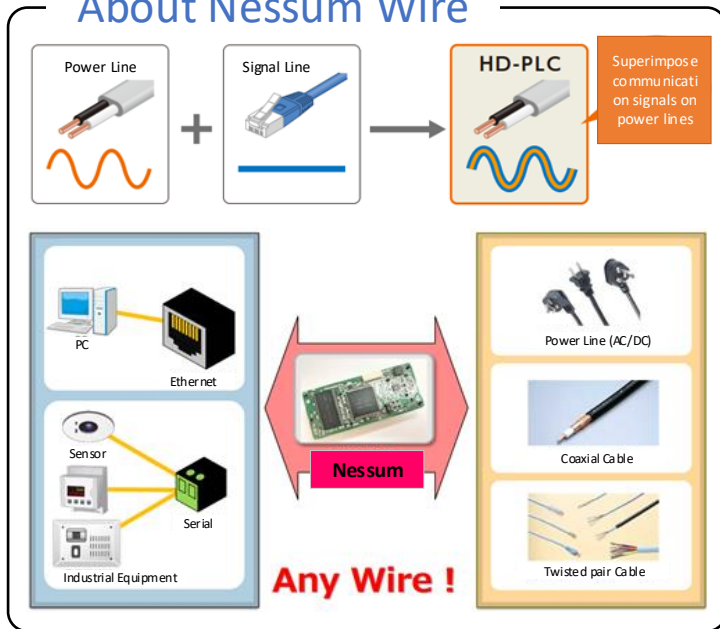 About Nessum Wire
Power Line
Signal Line
HD-PLC
Superimpose
communicati
on signals on
power lines
PC
Ethernet
Sensor
Serial
Industrial Equipment
Nessum
Any Wire !
Power Line (AC/DC)
Coaxial Cable
Twisted pair Cable